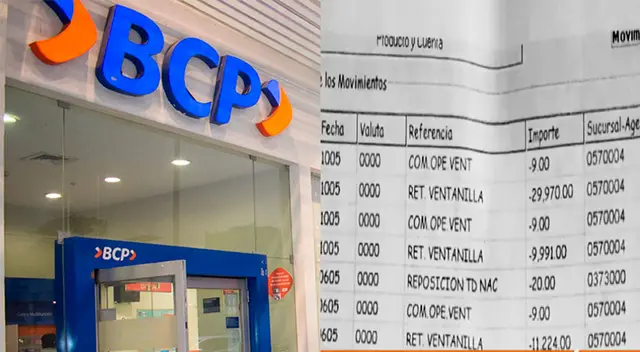 BCP
BCP
Producto y Cuenta
Movim
e los Movimientos
Fecha Valuta Referencia Importe Sucursal-Age
1005 0000 COM.OPE.VENT -9.00 0570004
1005 0000 RET. VENTANILLA -29,970.00 0570004
1005 0000 COM.OPE.VENT -9.00 0570004
1005 0000 RET. VENTANILLA -9,991.00 0570004
0605 0000 REPOSICION TD NAC -20.00 0373000
0605 0000 COM.OPE.VENT -9.00 0570004
605 0000 RET. VENTANILLA -11,224.00 0570004